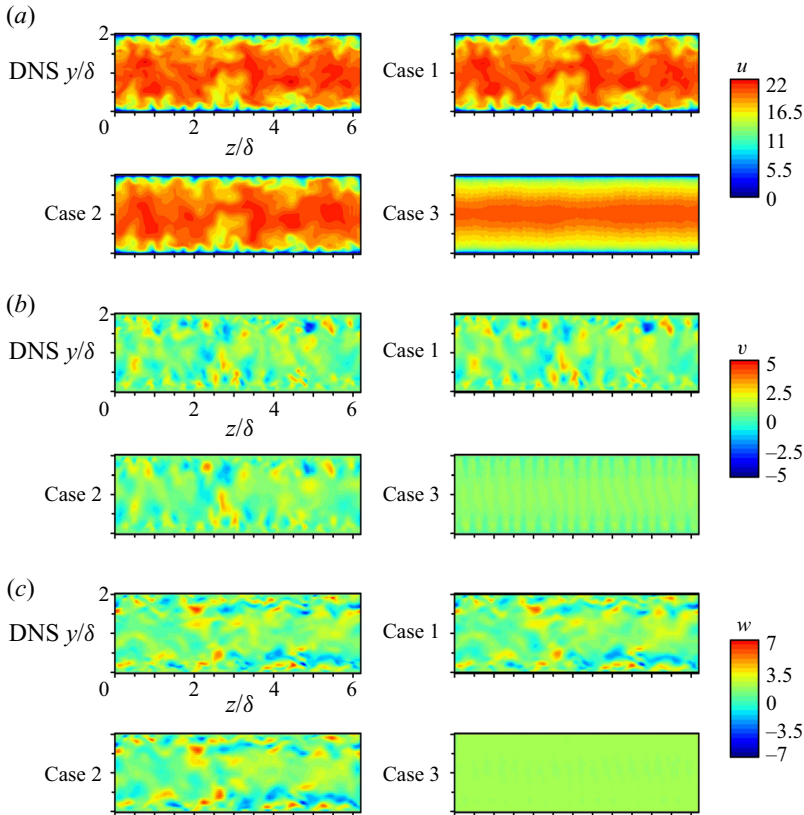 (a)
2
DNS y/δ
0
2
4
6
z/δ
Case 1
u
22
16.5
11
5.5
0
Case 2
Case 3
(b)
2
DNS y/δ
0
2
4
6
z/δ
Case 1
v
5
2.5
0
−2.5
−5
Case 2
Case 3
(c)
2
DNS y/δ
0
2
4
6
z/δ
Case 1
w
7
3.5
0
−3.5
−7
Case 2
Case 3